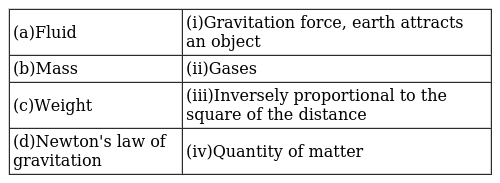 (a)Fluid
(i)Gravitation force, earth attracts
an object
(b)Mass
(ii)Gases
(c)Weight
(iii)Inversely proportional to the
square of the distance
(d)Newton's law of
gravitation
(iv)Quantity of matter